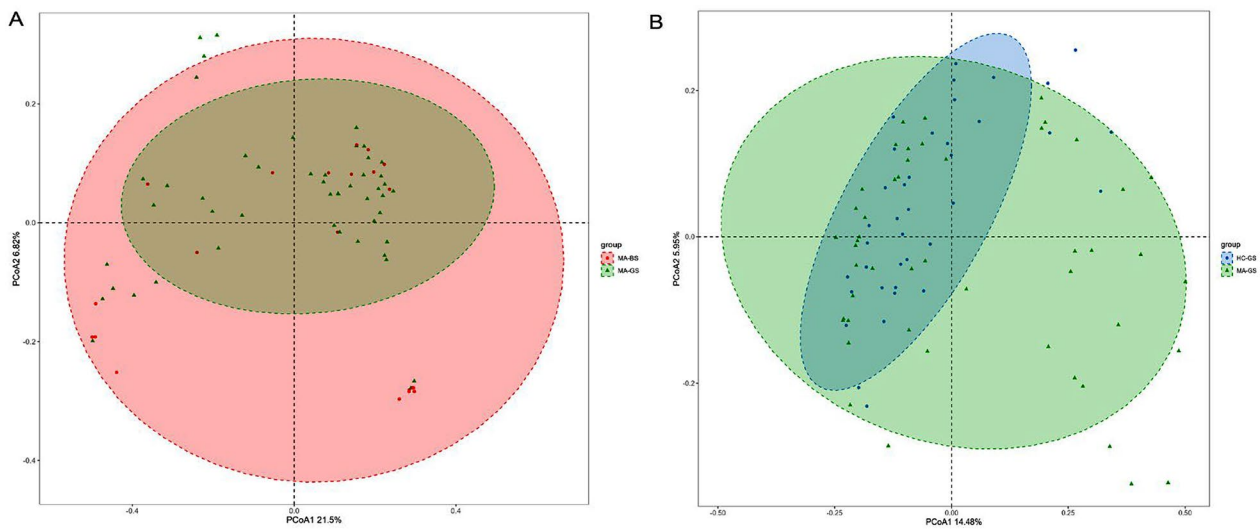 A
PCoA2 6.82%
0.2
0.0
-0.2
-0.4
-0.4
0.0
0.4
PCoA1 21.5%
group
MA-BS
MA-GS
B
PCoA2 5.95%
0.2
0.0
-0.2
-0.50
-0.25
0.00
0.25
0.50
PCoA1 14.48%
group
HC-GS
MA-GS